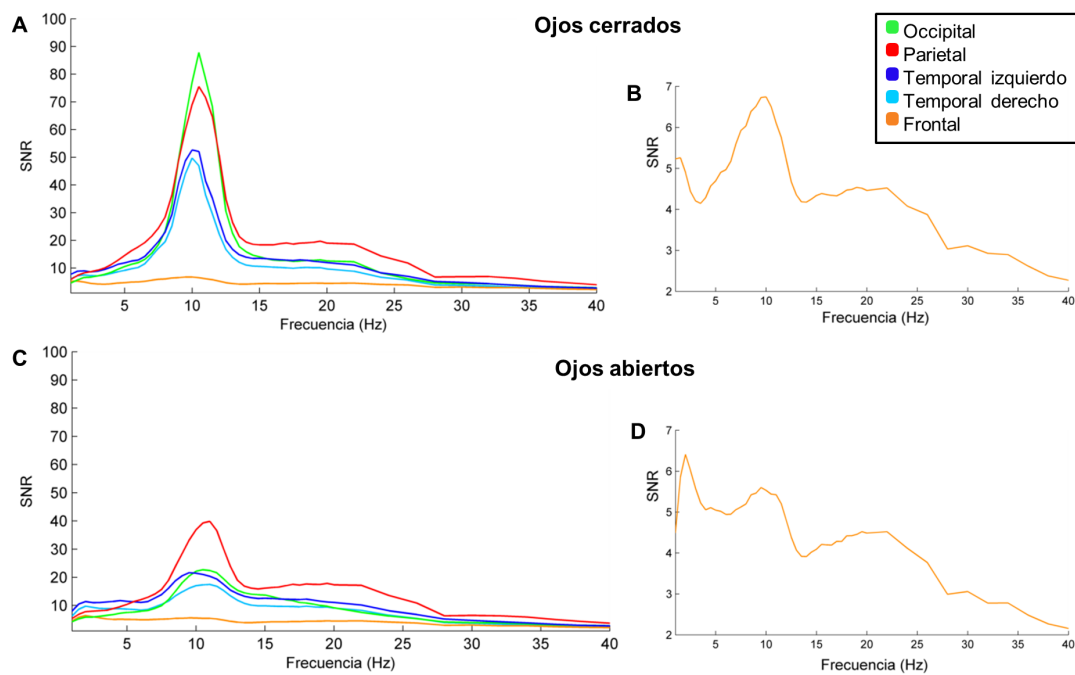 A
Ojos cerrados
Occipital
Parietal
Temporal izquierdo
Temporal derecho
Frontal
100
90
80
70
60
50
40
30
20
10
SNR
5 10 15 20 25 30 35 40
Frecuencia (Hz)
B
7
6
5
4
3
2
SNR
5 10 15 20 25 30 35 40
Frecuencia (Hz)
C
Ojos abiertos
100
90
80
70
60
50
40
30
20
10
SNR
5 10 15 20 25 30 35 40
Frecuencia (Hz)
D
7
6
5
4
3
2
SNR
5 10 15 20 25 30 35 40
Frecuencia (Hz)